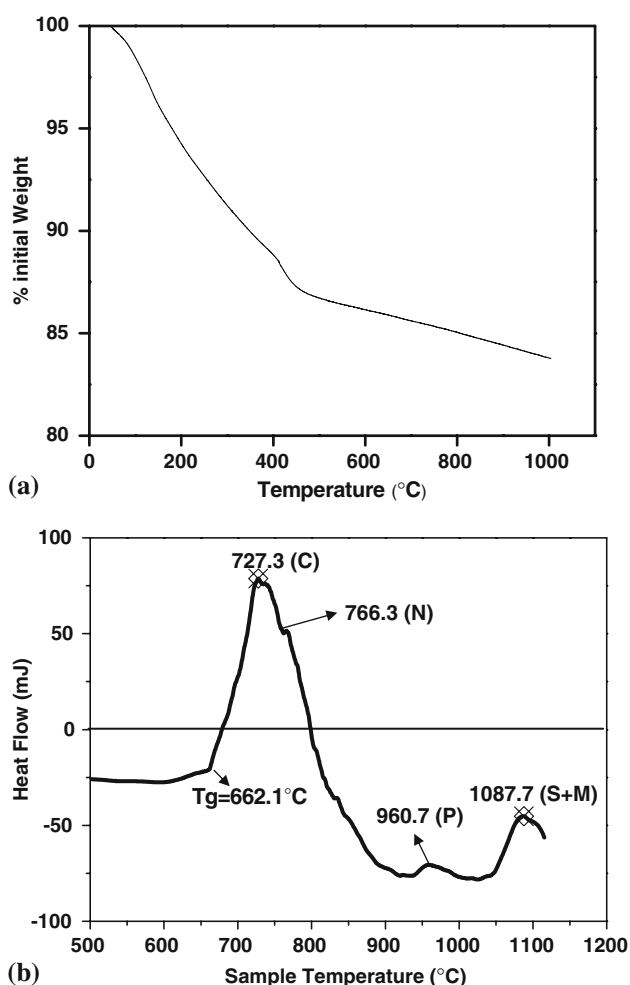 100
95
90
85
80
% initial Weight
0
200
400
600
800
1000
Temperature (°C)
(a)
100
50
0
-50
-100
Heat Flow (mJ)
727.3 (C)
766.3 (N)
Tg=662.1°C
960.7 (P)
1087.7 (S+M)
500
600
700
800
900
1000
1100
1200
Sample Temperature (°C)
(b)